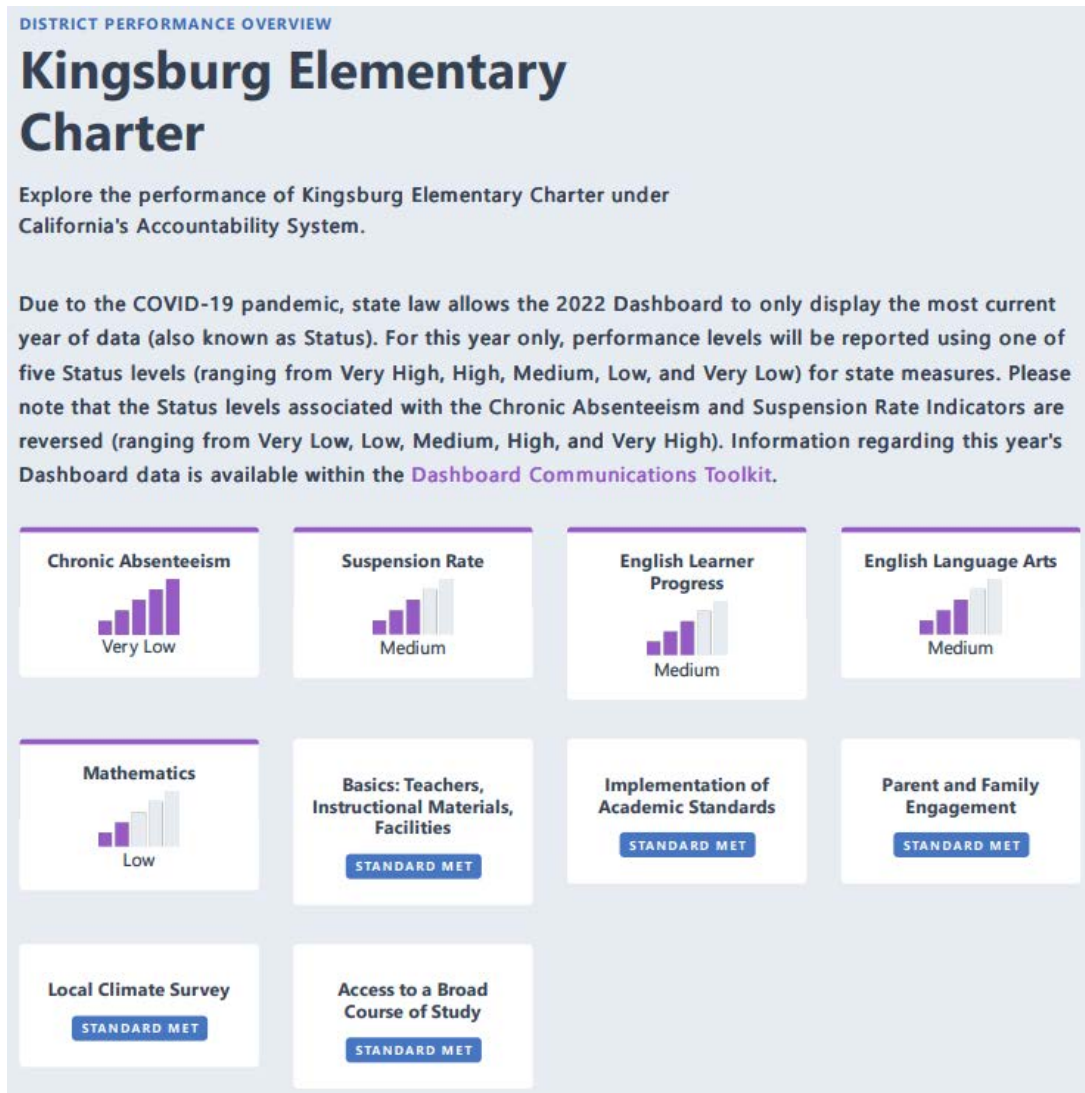 DISTRICT PERFORMANCE OVERVIEW
Kingsburg Elementary
Charter
Explore the performance of Kingsburg Elementary Charter under
California's Accountability System.
Due to the COVID-19 pandemic, state law allows the 2022 Dashboard to only display the most current
year of data (also known as Status). For this year only, performance levels will be reported using one of
five Status levels (ranging from Very High, High, Medium, Low, and Very Low) for state measures. Please
note that the Status levels associated with the Chronic Absenteeism and Suspension Rate Indicators are
reversed (ranging from Very Low, Low, Medium, High, and Very High). Information regarding this year's
Dashboard data is available within the Dashboard Communications Toolkit.
Chronic Absenteeism
Very Low
Suspension Rate
Medium
English Learner
Progress
Medium
English Language Arts
Medium
Mathematics
Low
Basics: Teachers,
Instructional Materials,
Facilities
STANDARD MET
Implementation of
Academic Standards
STANDARD MET
Parent and Family
Engagement
STANDARD MET
Local Climate Survey
STANDARD MET
Access to a Broad
Course of Study
STANDARD MET